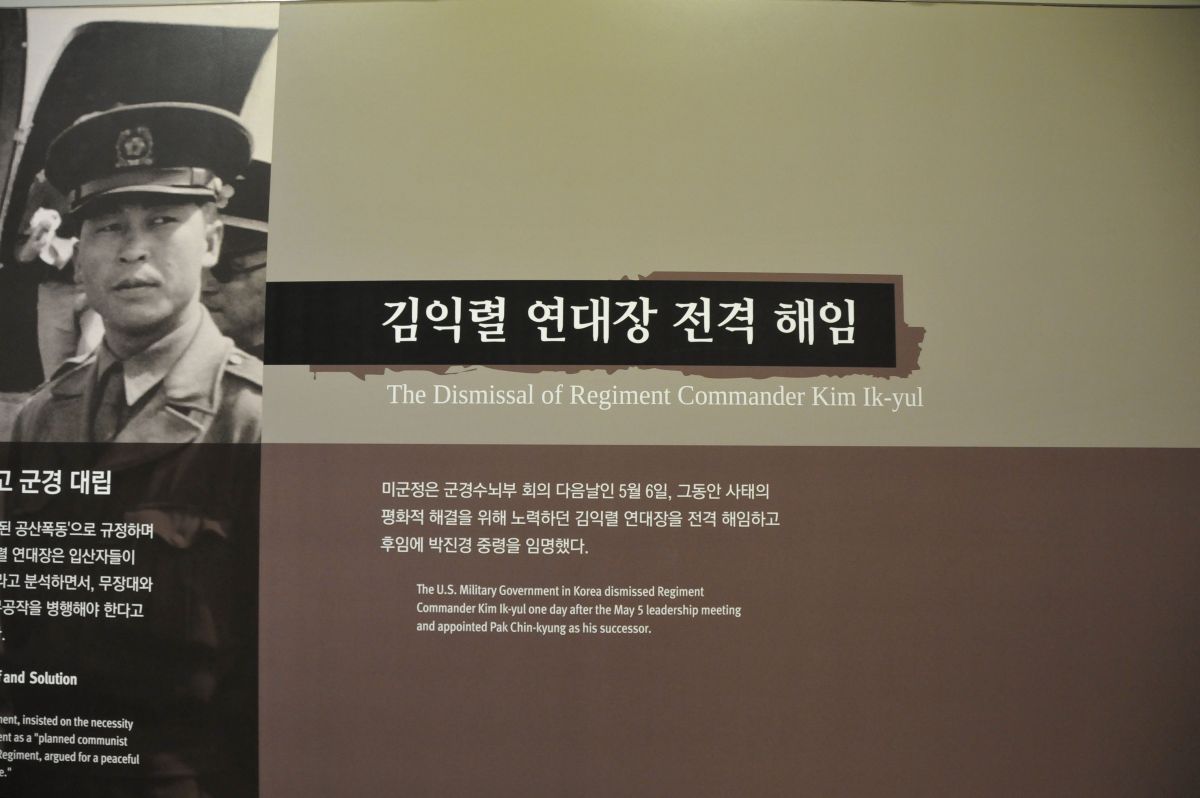 고 군경 대립
된 공산폭동'으로 규정하며
렬 연대장은 입산자들이
라고 분석하면서, 무장대와
공작을 병행해야 한다고
and Solution
ment, insisted on the necessity
ent as a "planned communist
Regiment, argued for a peaceful
e."
김익렬 연대장 전격 해임
The Dismissal of Regiment Commander Kim Ik-yul
미군정은 군경수뇌부 회의 다음날인 5월 6일, 그동안 사태의
평화적 해결을 위해 노력하던 김익렬 연대장을 전격 해임하고
후임에 박진경 중령을 임명했다.
The U.S. Military Government in Korea dismissed Regiment
Commander Kim Ik-yul one day after the May 5 leadership meeting
and appointed Pak Chin-kyung as his successor.